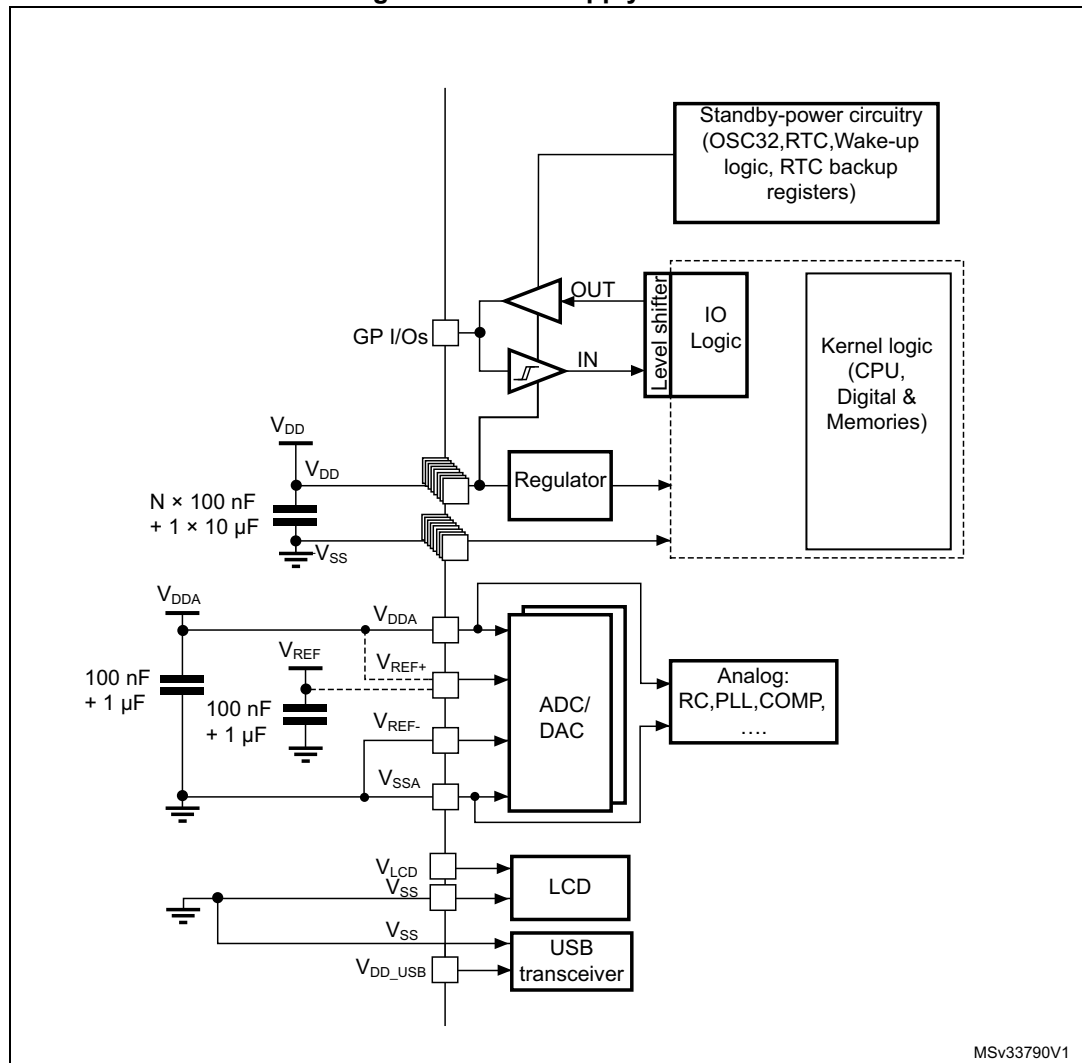 Standby-power circuitry
(OSC32,RTC,Wake-up
logic, RTC backup
registers)
OUT
GP I/Os
IN
Level shifter
IO
Logic
Kernel logic
(CPU,
Digital &
Memories)
VDD
VDD
Regulator
N × 100 nF
+ 1 × 10 µF
VSS
VDDA
VDDA
VREF
VREF+
100 nF
+ 1 µF
100 nF
+ 1 µF
VREF-
ADC/
DAC
Analog:
RC,PLL,COMP,
....
VSSA
VLCD
VSS
LCD
VSS
USB
transceiver
VDD_USB
MSv33790V1